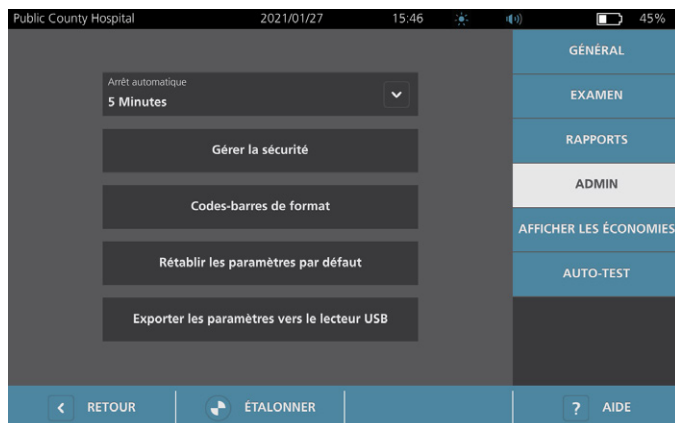 Public County Hospital 2021/01/27 15:46 45%
GÉNÉRAL
Arrêt automatique
5 Minutes
EXAMEN
Gérer la sécurité
RAPPORTS
Codes-barres de format
ADMIN
AFFICHER LES ÉCONOMIES
Rétablir les paramètres par défaut
AUTO-TEST
Exporter les paramètres vers le lecteur USB
< RETOUR ÉTALONNER ? AIDE